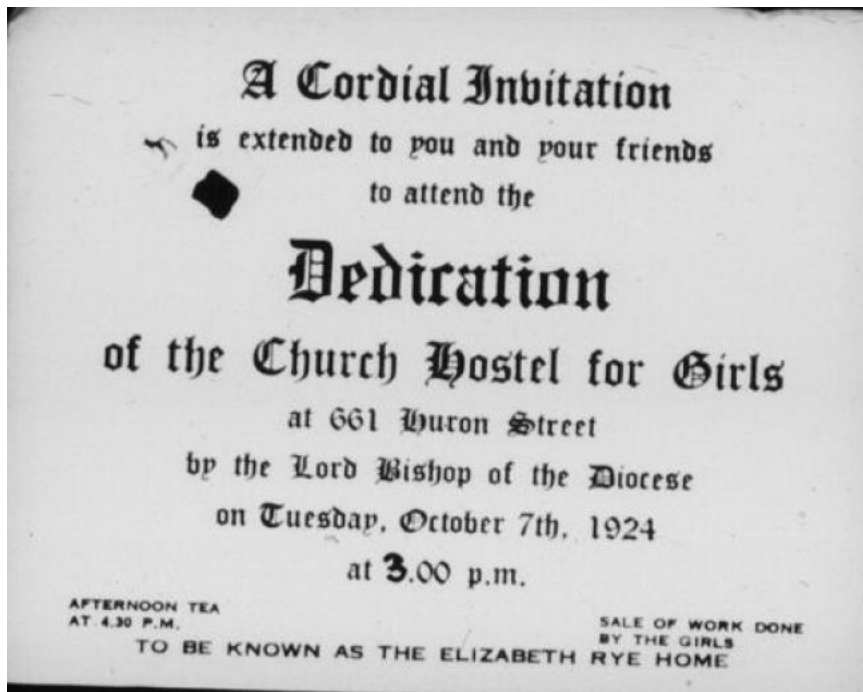 A Cordial Invitation
is extended to you and your friends
to attend the
Dedication
of the Church Hostel for Girls
at 661 Huron Street
by the Lord Bishop of the Diocese
on Tuesday, October 7th, 1924
at 3.00 p.m.
AFTERNOON TEA
AT 4.30 P.M.
SALE OF WORK DONE
BY THE GIRLS
TO BE KNOWN AS THE ELIZABETH RYE HOME